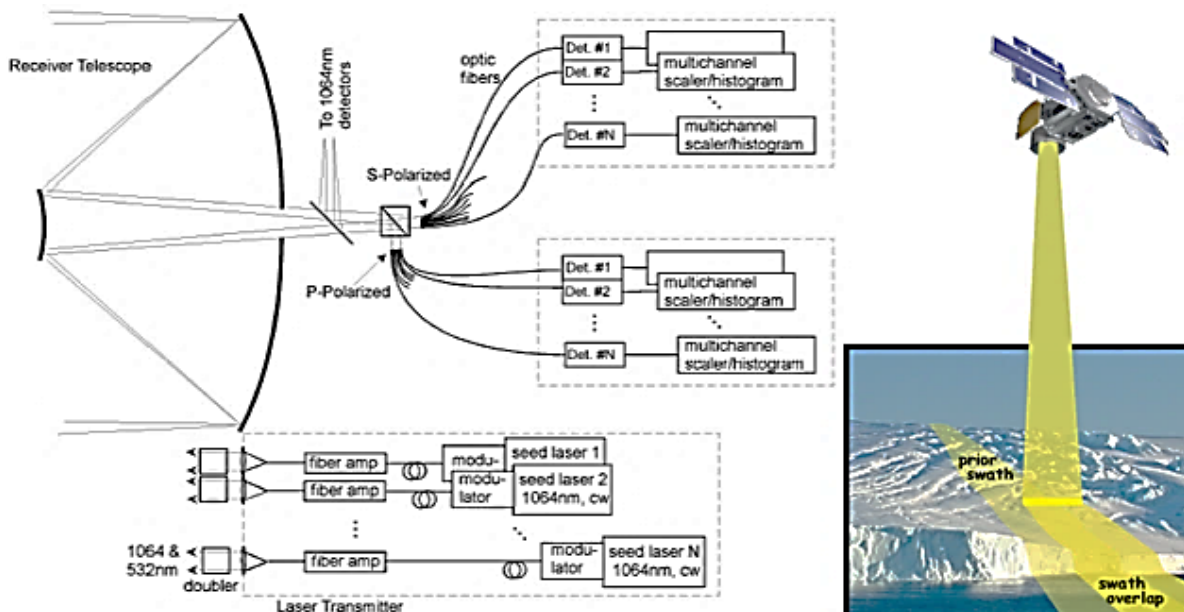 Receiver Telescope
To 1064nm
detectors
optic
fibers
S-Polarized
P-Polarized
Det. #1
Det. #2
multichannel
scaler/histogram
Det. #N
multichannel
scaler/histogram
Det. #1
Det. #2
multichannel
scaler/histogram
Det. #N
multichannel
scaler/histogram
fiber amp
modu-
seed laser 1
fiber amp
modu-
lator
seed laser 2
1064nm, cw
1064 &
532nm
doubler
fiber amp
modu-
lator
seed laser N
1064nm, cw
Laser Transmitter
prior
swath
swath
overlap